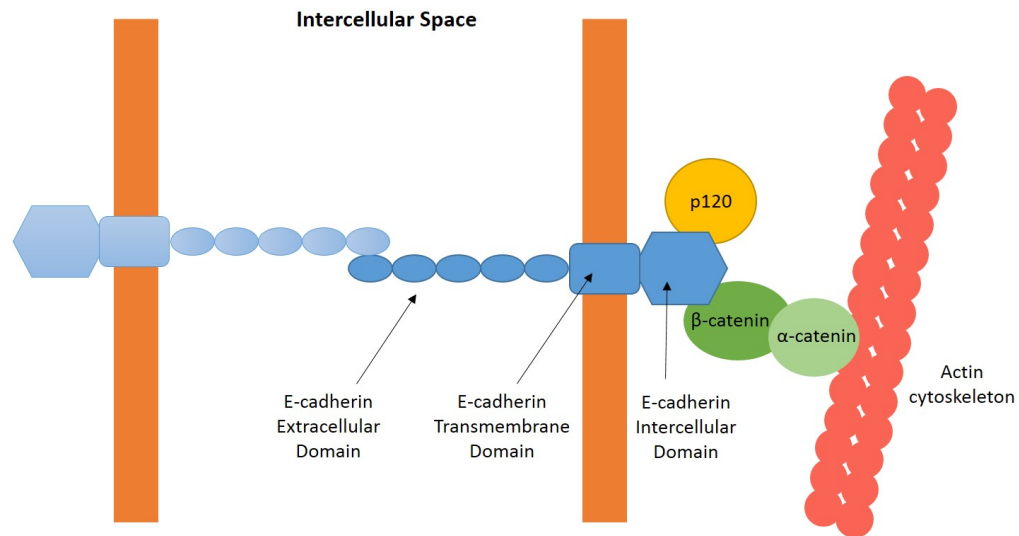 Intercellular Space
p120
β-catenin
α-catenin
Actin
cytoskeleton
E-cadherin
Extracellular
Domain
E-cadherin
Transmembrane
Domain
E-cadherin
Intercellular
Domain